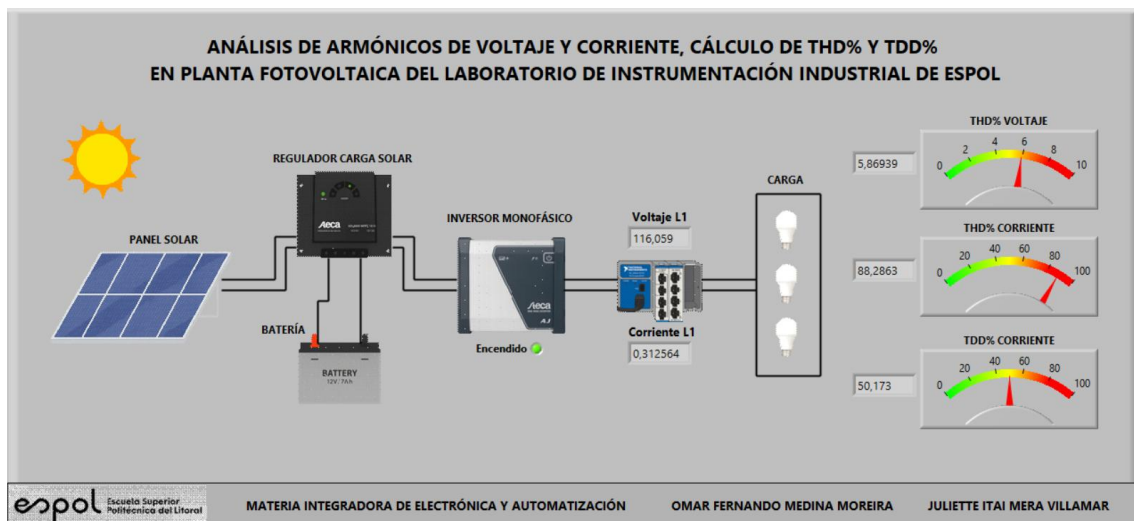 ANÁLISIS DE ARMÓNICOS DE VOLTAJE Y CORRIENTE, CÁLCULO DE THD% Y TDD%
EN PLANTA FOTOVOLTAICA DEL LABORATORIO DE INSTRUMENTACIÓN INDUSTRIAL DE ESPOL
PANEL SOLAR
REGULADOR CARGA SOLAR
Aeca
BATERÍA
BATERRY
12V/7Ah
INVERSOR MONOFÁSICO
Aeca
AJ
Encendido
Voltaje L1
116,059
Corriente L1
0,312564
CARGA
THD% VOLTAJE
5,86939
0 2 4 6 8 10
THD% CORRIENTE
88,2863
0 20 40 60 80 100
TDD% CORRIENTE
50,173
0 20 40 60 80 100
espol
Escuela Superior
Politécnica del Litoral
MATERIA INTEGRADORA DE ELECTRÓNICA Y AUTOMATIZACIÓN
OMAR FERNANDO MEDINA MOREIRA
JULIETTE ITAI MERA VILLAMAR